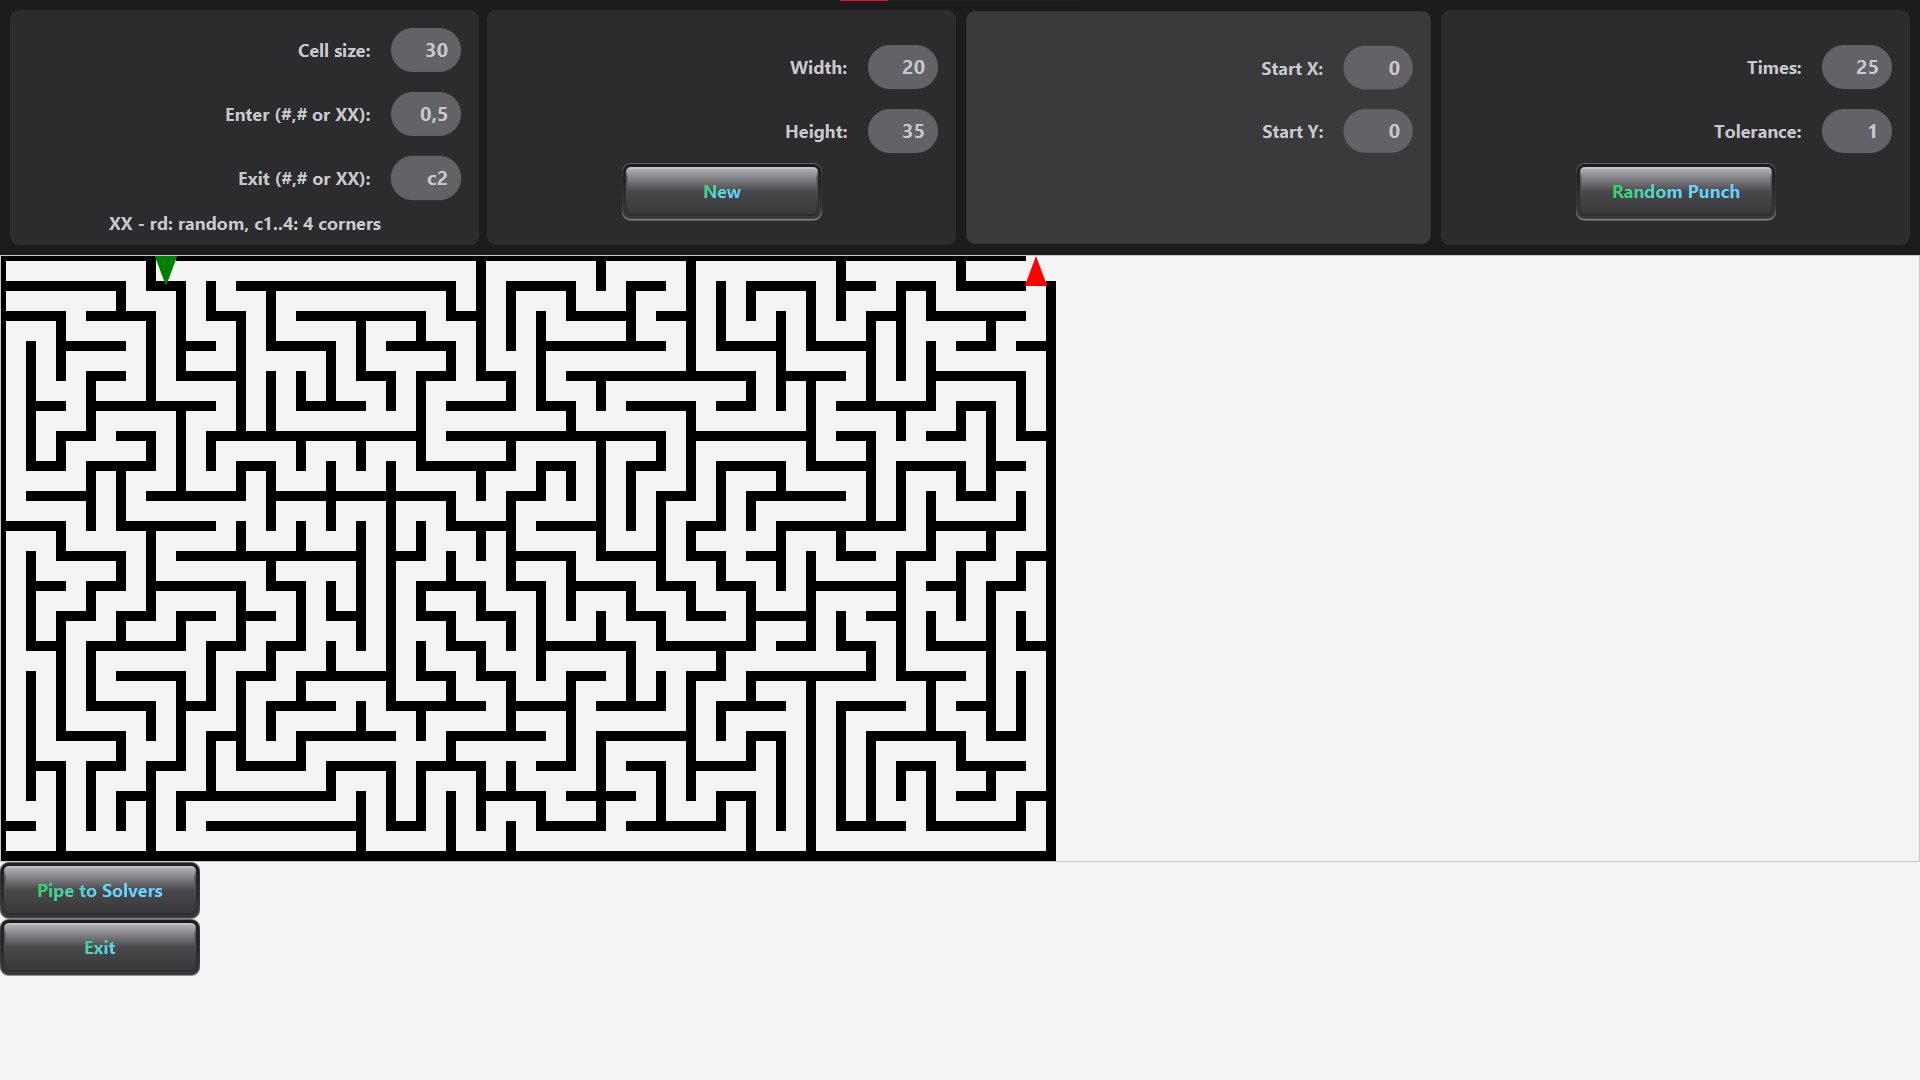 Cell size: 30
Enter (#,# or XX): 0,5
Exit (#,# or XX): c2
XX - rd: random, c1..4: 4 corners
Width: 20
Height: 35
New
Start X: 0
Start Y: 0
Times: 25
Tolerance: 1
Random Punch
Pipe to Solvers
Exit